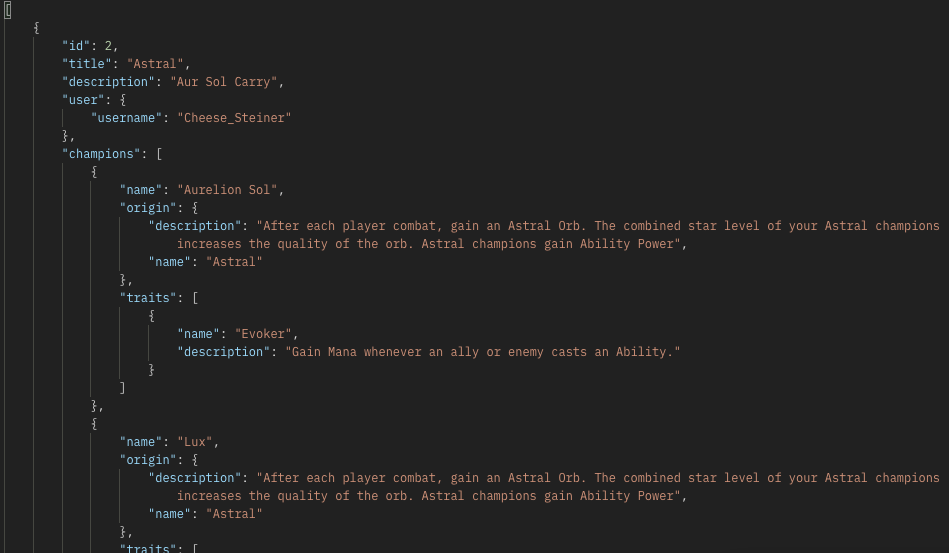 [
{
"id": 2,
"title": "Astral",
"description": "Aur Sol Carry",
"user": {
"username": "Cheese_Steiner"
},
"champions": [
{
"name": "Aurelion Sol",
"origin": {
"description": "After each player combat, gain an Astral Orb. The combined star level of your Astral champions
increases the quality of the orb. Astral champions gain Ability Power",
"name": "Astral"
},
"traits": [
{
"name": "Evoker",
"description": "Gain Mana whenever an ally or enemy casts an Ability."
}
]
},
{
"name": "Lux",
"origin": {
"description": "After each player combat, gain an Astral Orb. The combined star level of your Astral champions
increases the quality of the orb. Astral champions gain Ability Power",
"name": "Astral"
},
"traits": [